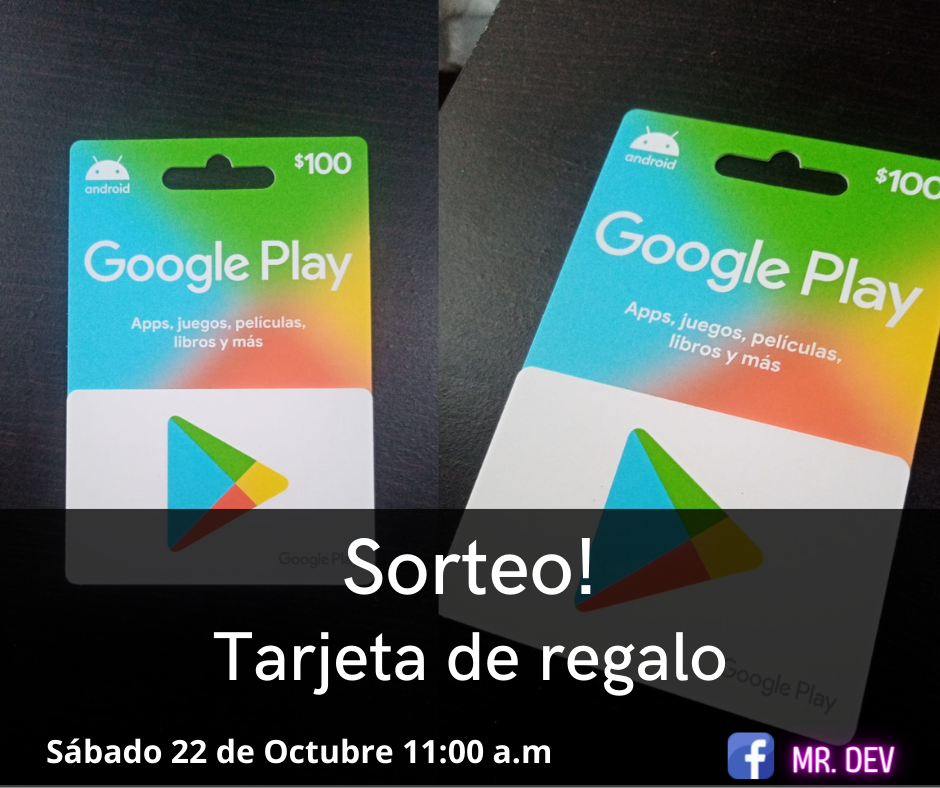 android
$100
Google Play
Apps, juegos, películas,
libros y más
Google Play
android
$100
Google Play
Apps, juegos, películas,
libros y más
Google Play
Sorteo!
Tarjeta de regalo
Sábado 22 de Octubre 11:00 a.m
f MR. DEV